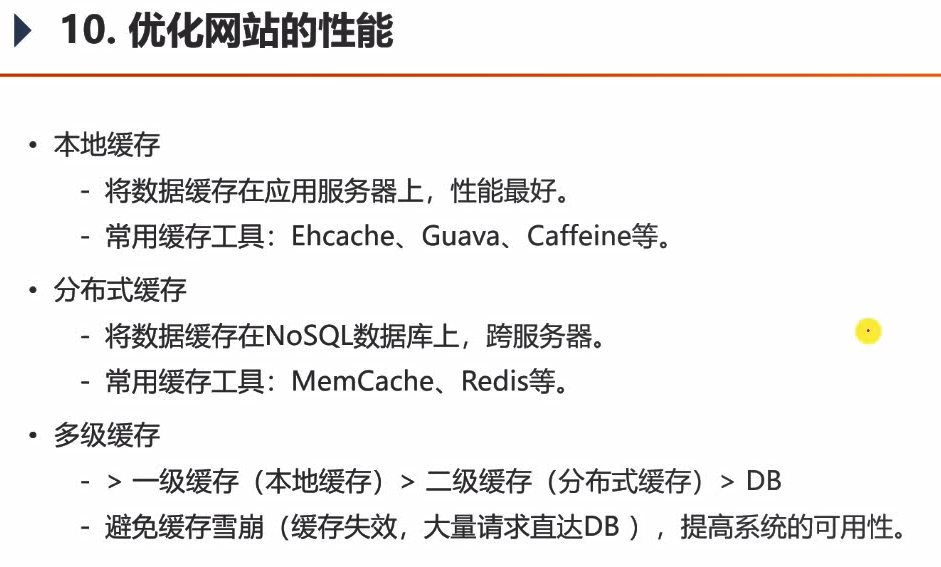 10. 优化网站的性能
• 本地缓存
- 将数据缓存在应用服务器上，性能最好。
- 常用缓存工具：Ehcache、Guava、Caffeine等。
• 分布式缓存
- 将数据缓存在NoSQL数据库上，跨服务器。
- 常用缓存工具：MemCache、Redis等。
• 多级缓存
- > 一级缓存（本地缓存）> 二级缓存（分布式缓存）> DB
- 避免缓存雪崩（缓存失效，大量请求直达DB ），提高系统的可用性。